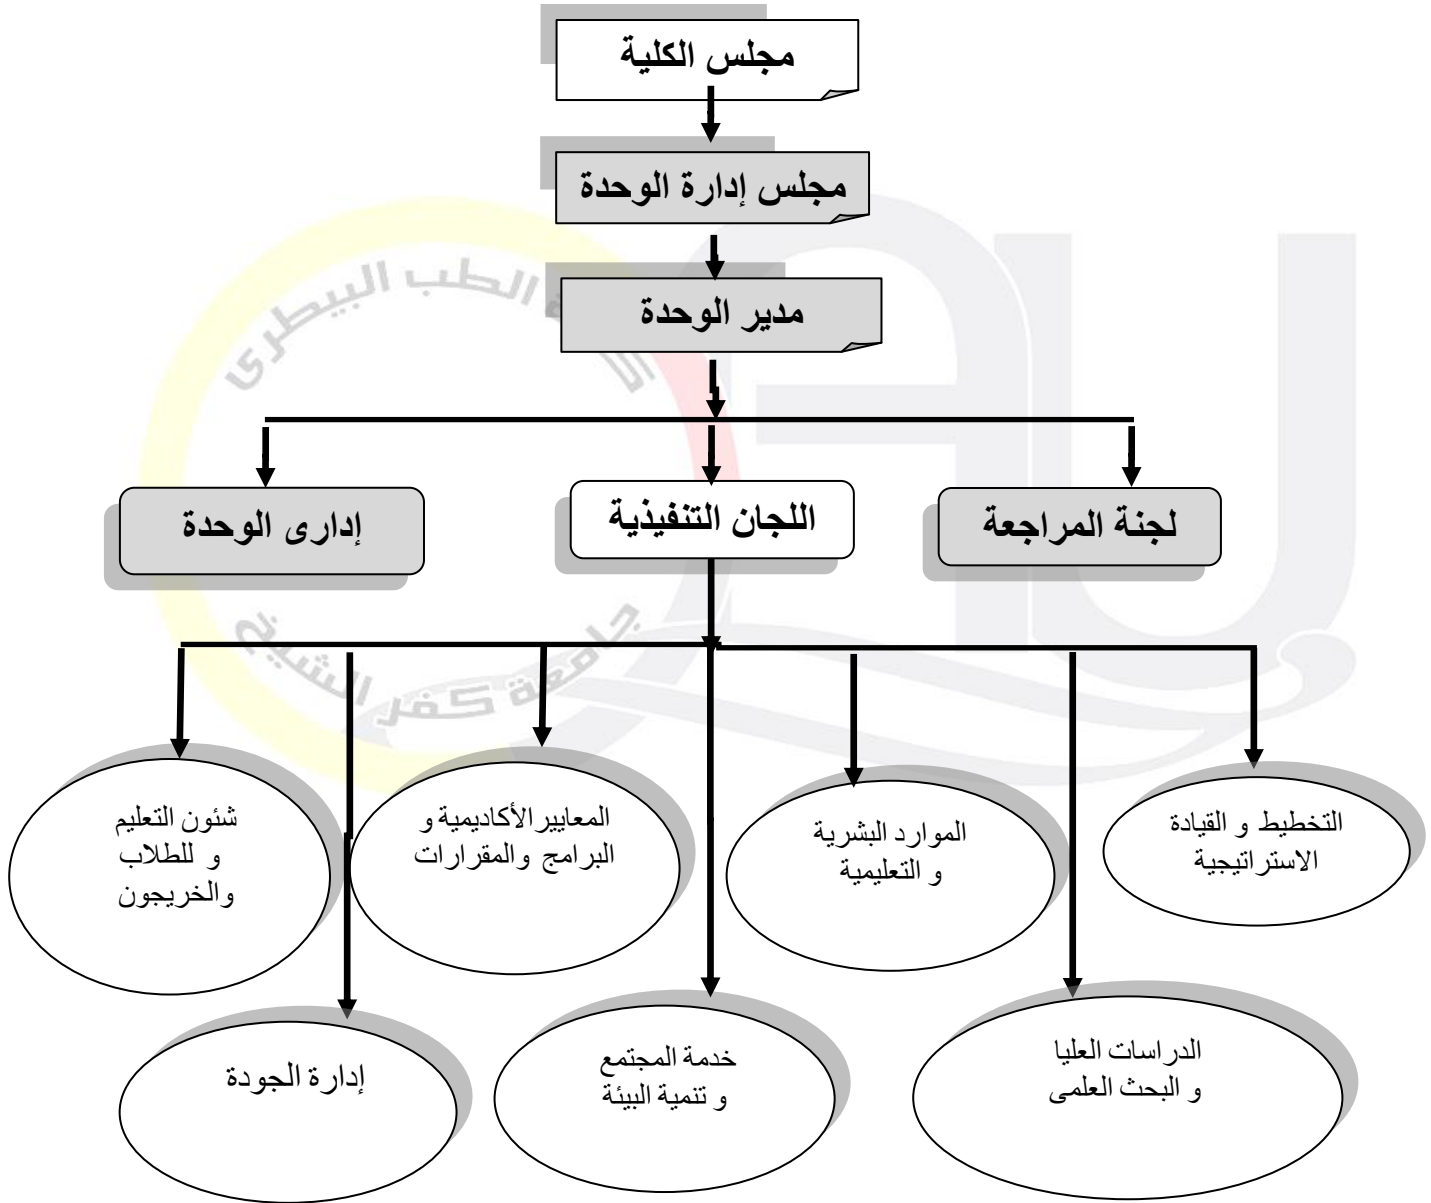 مجلس الكلية
مجلس إدارة الوحدة
مدير الوحدة
لجنة المراجعة
اللجان التنفيذية
إدارى الوحدة
التخطيط و القيادة
الاستراتيجية
الموارد البشرية
و التعليمية
المعايير الأكاديمية و
البرامج والمقرارات
شئون التعليم
و للطلاب
والخريجون
الدراسات العليا
و البحث العلمى
خدمة المجتمع
و تنمية البيئة
إدارة الجودة
الطب البيطرى
جامعة كفر الشيخ